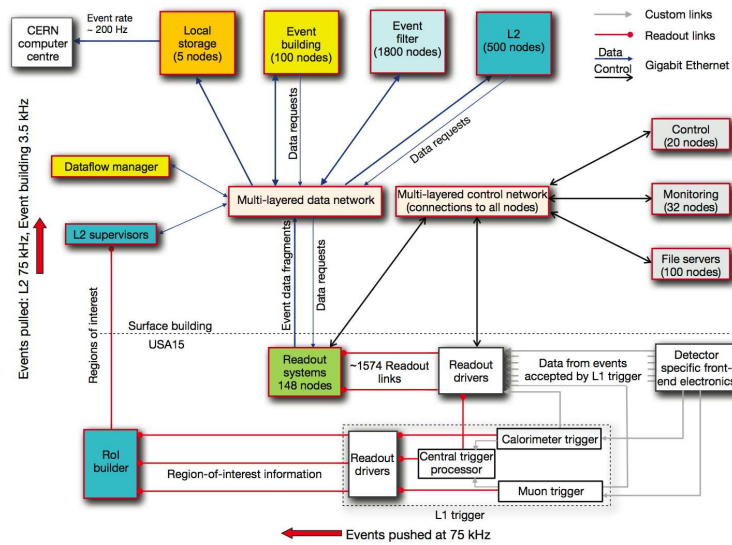 CERN
computer
centre
Event rate
~ 200 Hz
Local
storage
(5 nodes)
Event
building
(100 nodes)
Event
filter
(1800 nodes)
L2
(500 nodes)
Custom links
Readout links
Data
Control
Gigabit Ethernet
Data requests
Data requests
Control
(20 nodes)
Dataflow manager
Multi-layered data network
Multi-layered control network
(connections to all nodes)
Monitoring
(32 nodes)
L2 supervisors
File servers
(100 nodes)
Events pulled: L2 75 kHz, Event building 3.5 kHz
Regions of interest
Event data fragments
Data requests
Surface building
USA15
Readout
systems
148 nodes
~1574 Readout
links
Readout
drivers
Data from events
accepted by L1 trigger
Detector
specific front-
end electronics
RoI
builder
Region-of-interest information
Readout
drivers
Central trigger
processor
Calorimeter trigger
Muon trigger
L1 trigger
Events pushed at 75 kHz